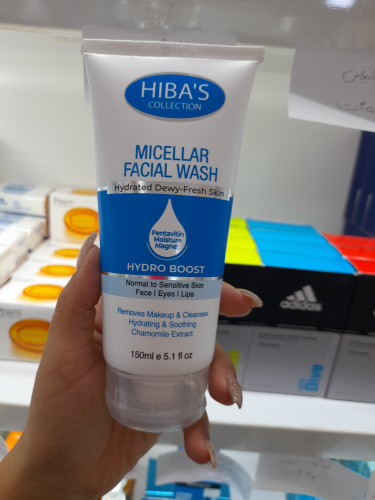 HIBA'S
COLLECTION
MICELLAR
FACIAL WASH
Hydrated Dewy-Fresh Skin
Pentavitin
Moisture
Magnet
HYDRO BOOST
Normal to Sensitive Skin
Face | Eyes | Lips
Removes Makeup & Cleanses
Hydrating & Soothing
Chamomile Extract
150ml e 5.1 fl oz
adidas